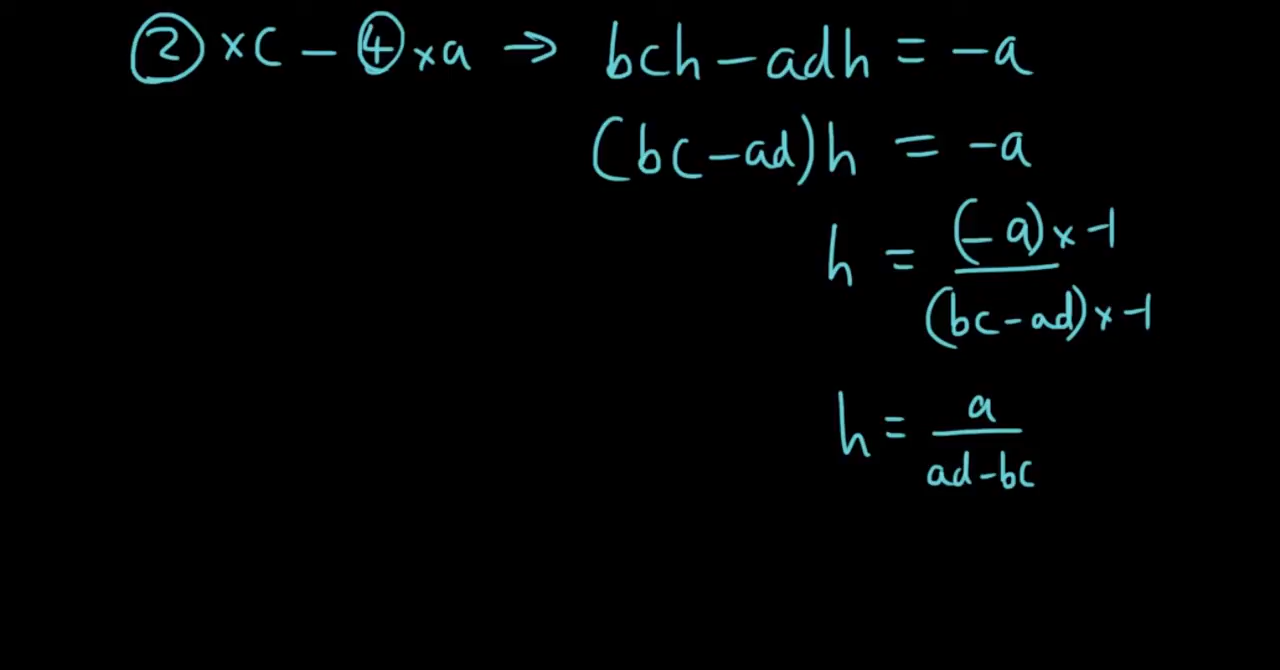 ② ×c − ④ ×a → bch − adh = −a
(bc − ad)h = −a
h = (−a) × −1 / (bc − ad) × −1
h = a / ad − bc